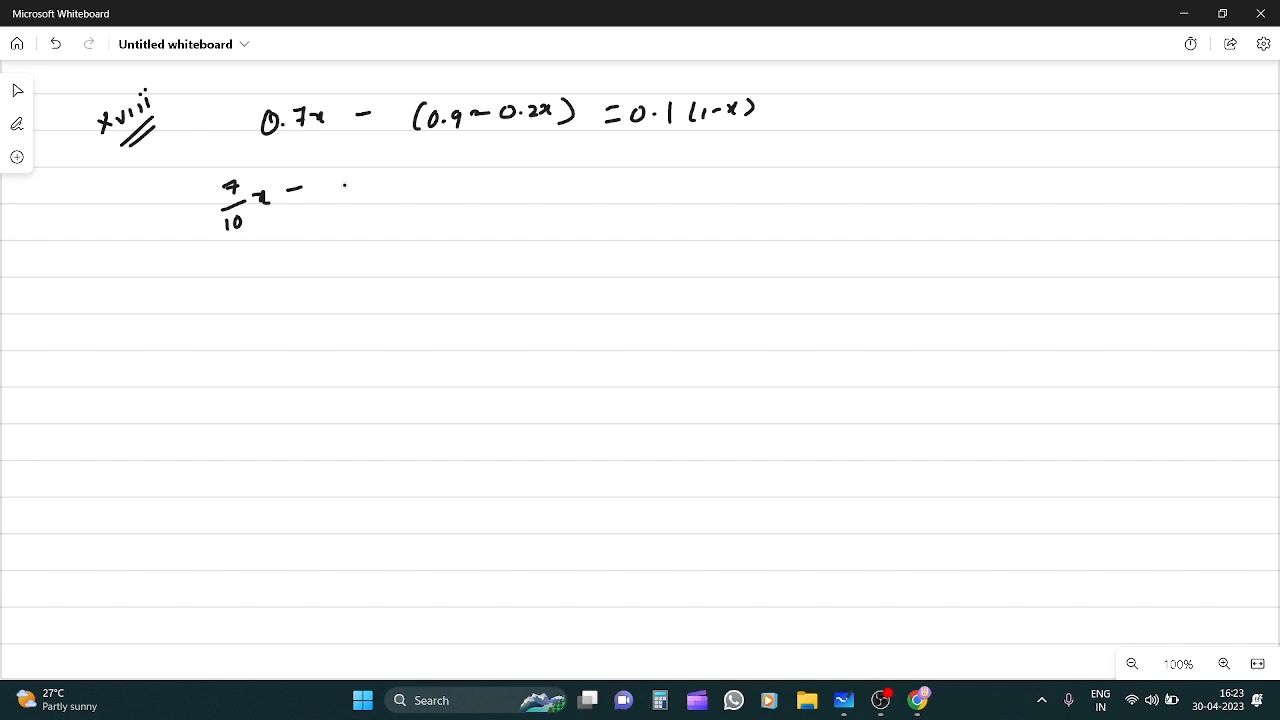 Microsoft Whiteboard
Untitled whiteboard
xviii 0.7x - (0.9 - 0.2x) = 0.1 (1-x)
7/10 x -
100%
27°C
Partly sunny
Search
ENG
IN
16:23
30-04-2023